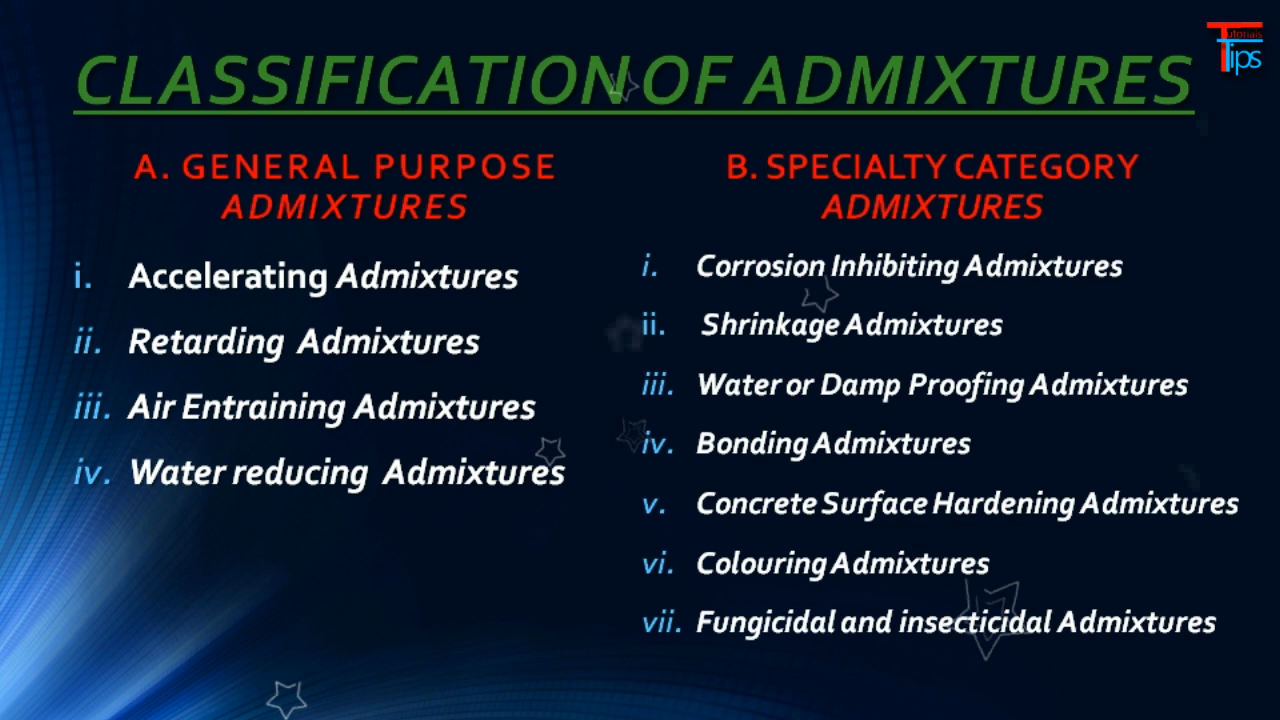 Tutorials
Tips
CLASSIFICATION OF ADMIXTURES
A. GENERAL PURPOSE
ADMIXTURES
i. Accelerating Admixtures
ii. Retarding Admixtures
iii. Air Entraining Admixtures
iv. Water reducing Admixtures
B. SPECIALTY CATEGORY
ADMIXTURES
i. Corrosion Inhibiting Admixtures
ii. Shrinkage Admixtures
iii. Water or Damp Proofing Admixtures
iv. Bonding Admixtures
v. Concrete Surface Hardening Admixtures
vi. Colouring Admixtures
vii. Fungicidal and insecticidal Admixtures